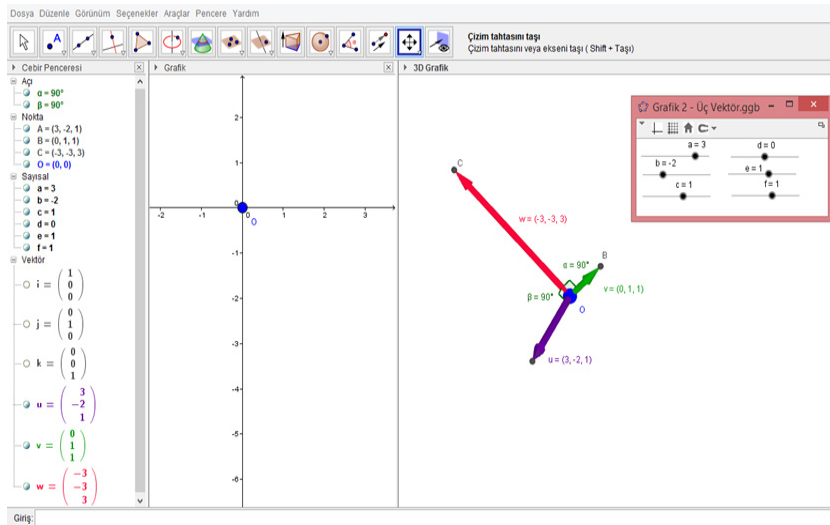 Dosya Düzenle Görünüm Seçenekler Araçlar Pencere Yardım
A
Çizim tahtasını taşı
Çizim tahtasını veya ekseni taşı ( Shift + Taşı)
Cebir Penceresi
Grafik
3D Grafik
Açı
α = 90°
β = 90°
Nokta
A = (3, -2, 1)
B = (0, 1, 1)
C = (-3, -3, 3)
O = (0, 0)
Sayısal
a = 3
b = -2
c = 1
d = 0
e = 1
f = 1
Vektör
i = (1 0 0)
j = (0 1 0)
k = (0 0 1)
u = (3 −2 1)
v = (0 1 1)
w = (−3 −3 3)
2
1
0
-2 -1 0 1 2 3
O
-1
-2
-3
-4
-5
-6
C
w = (-3, -3, 3)
B
α = 90°
v = (0, 1, 1)
β = 90°
O
u = (3, -2, 1)
Grafik 2 - Üç Vektör.ggb
a = 3
d = 0
b = -2
e = 1
c = 1
f = 1
Giriş: